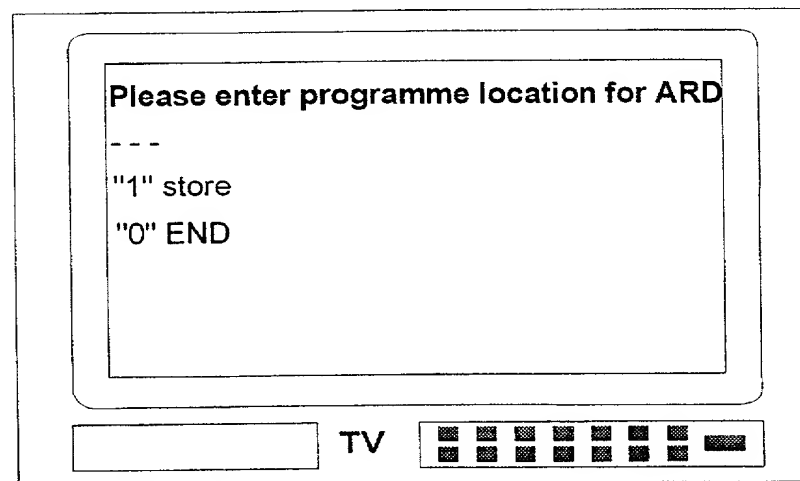 Please enter programme location for ARD
- - -
"1" store
"0" END
TV